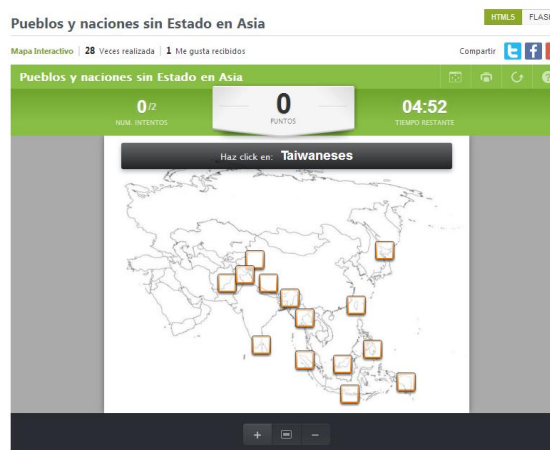 Pueblos y naciones sin Estado en Asia
HTML5 FLASH
Mapa Interactivo | 28 Veces realizada | 1 Me gusta recibidos
Compartir
Pueblos y naciones sin Estado en Asia
0/2
NUM. INTENTOS
0
PUNTOS
04:52
TIEMPO RESTANTE
Haz click en: Taiwaneses